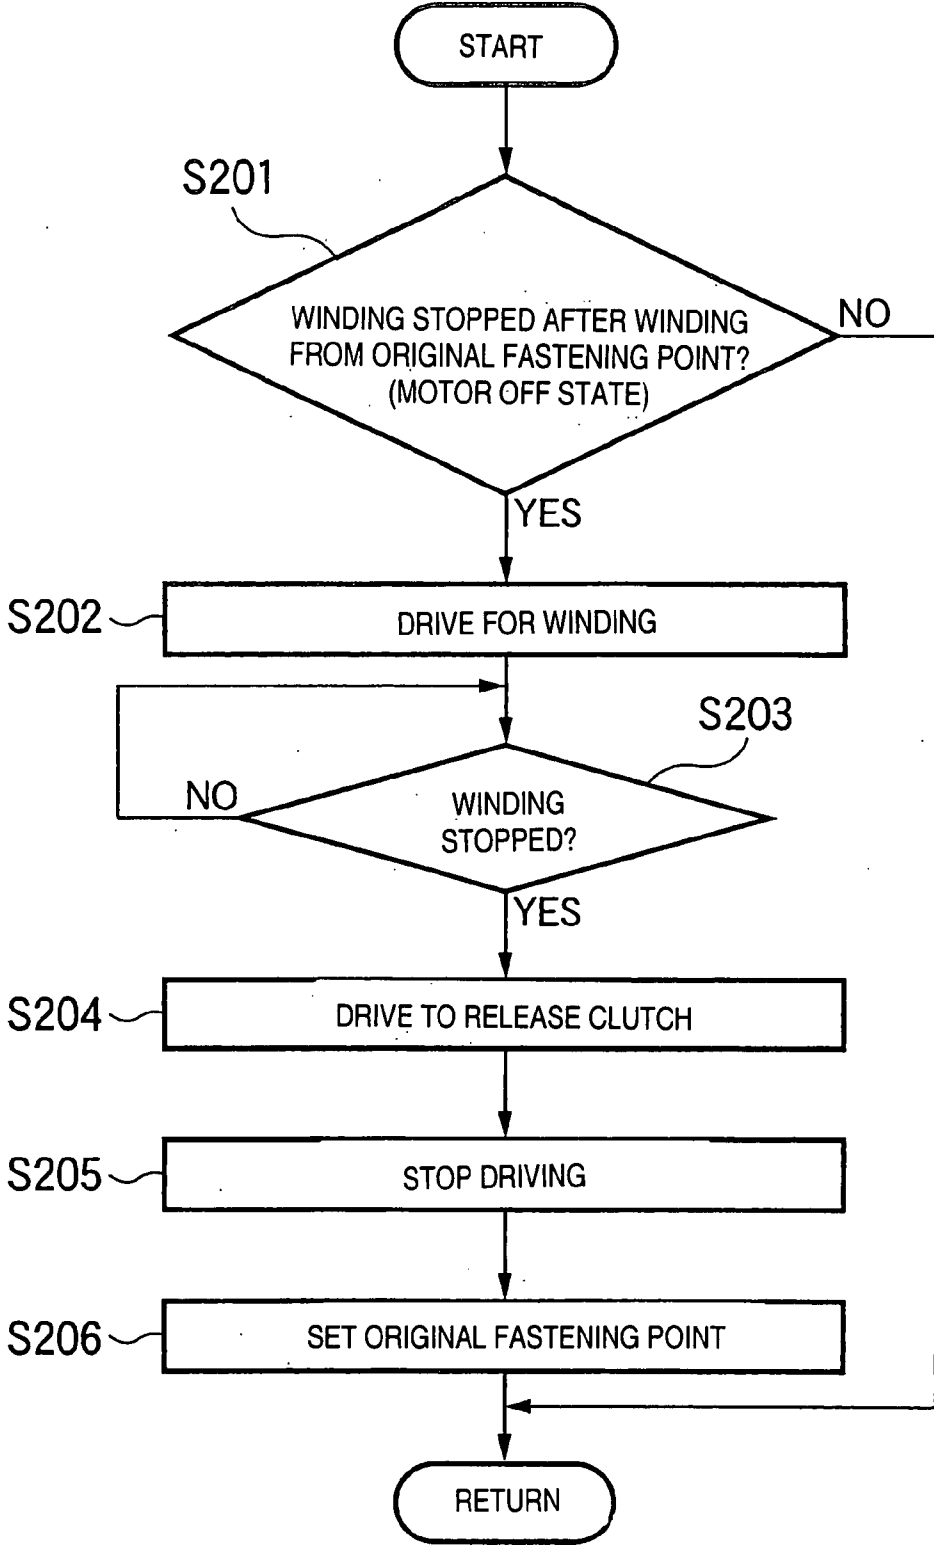 START
S201
WINDING STOPPED AFTER WINDING
FROM ORIGINAL FASTENING POINT?
(MOTOR OFF STATE)
NO
YES
S202
DRIVE FOR WINDING
S203
NO
WINDING
STOPPED?
YES
S204
DRIVE TO RELEASE CLUTCH
S205
STOP DRIVING
S206
SET ORIGINAL FASTENING POINT
RETURN